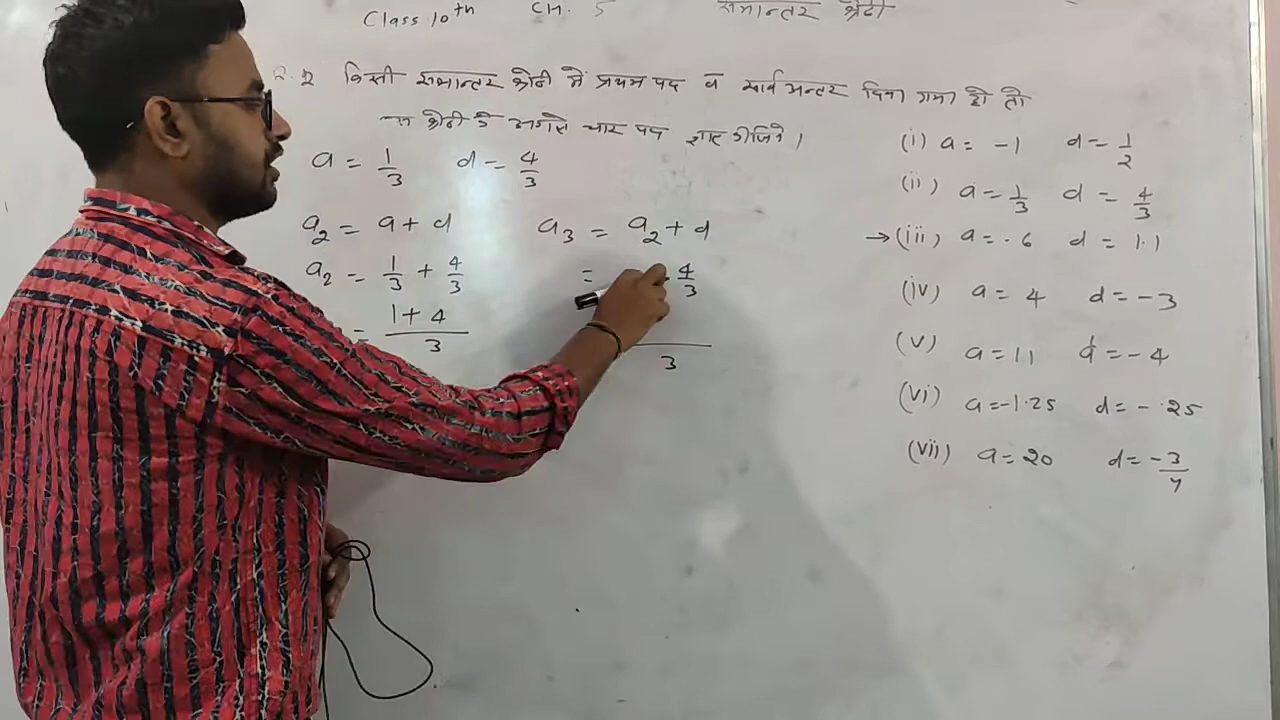 Class 10th CH. 5 समान्तर श्रेढी
किसी समान्तर श्रेढी में प्रथम पद व सार्व अन्तर दिया गया हो तो
श्रेढी के अगले चार पद ज्ञात कीजिये।
a = 1/3 d = 4/3
a₂ = a + d
a₂ = 1/3 + 4/3
= 1 + 4 / 3
a₃ = a₂ + d
= 4/3
3
(i) a = -1 d = 1/2
(ii) a = 1/3 d = 4/3
→ (iii) a = .6 d = 1.1
(iv) a = 4 d = -3
(v) a = 11 d = -4
(vi) a = -1.25 d = -.25
(vii) a = 20 d = -3/4